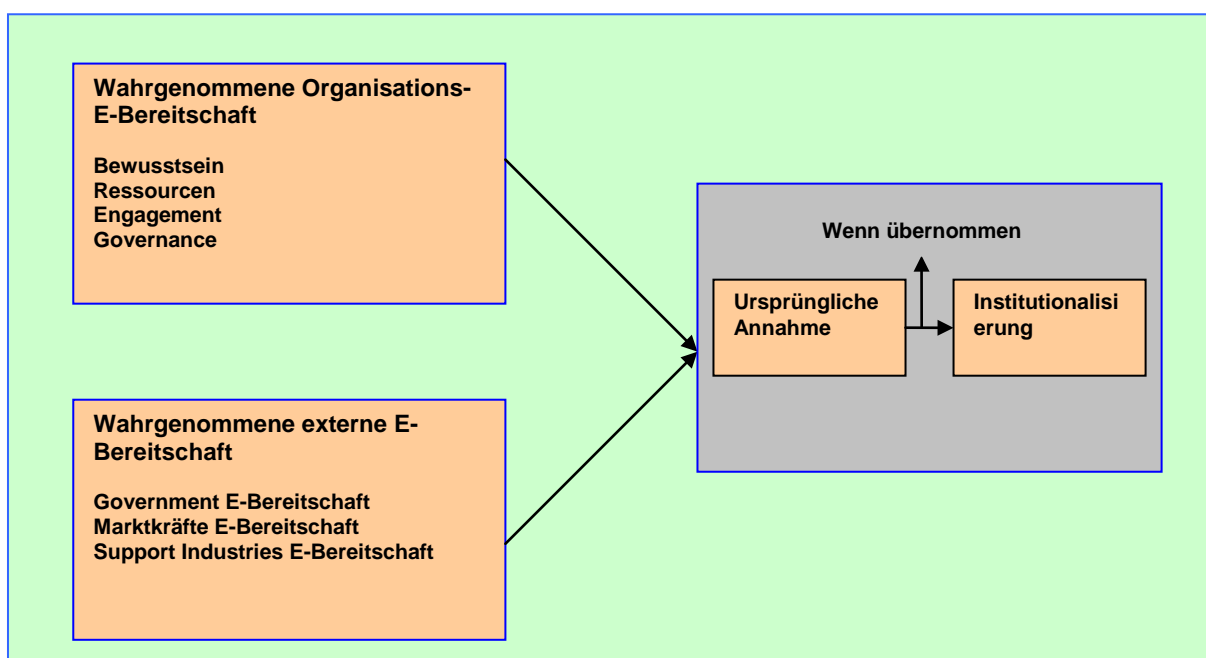 Wahrgenommene Organisations-
E-Bereitschaft
Bewusstsein
Ressourcen
Engagement
Governance
Wahrgenommene externe E-
Bereitschaft
Government E-Bereitschaft
Marktkräfte E-Bereitschaft
Support Industries E-Bereitschaft
Wenn übernommen
Ursprüngliche
Annahme
Institutionalisi
erung